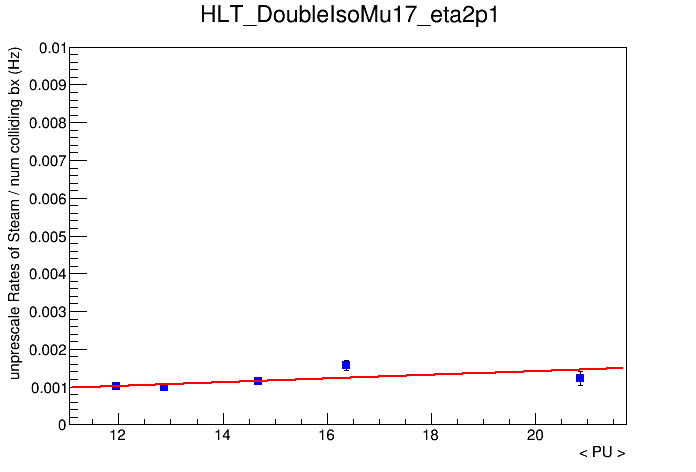 HLT_DoubleIsoMu17_eta2p1
unprescale Rates of Steam / num colliding bx (Hz)
0.01
0.009
0.008
0.007
0.006
0.005
0.004
0.003
0.002
0.001
0
12 14 16 18 20
< PU >